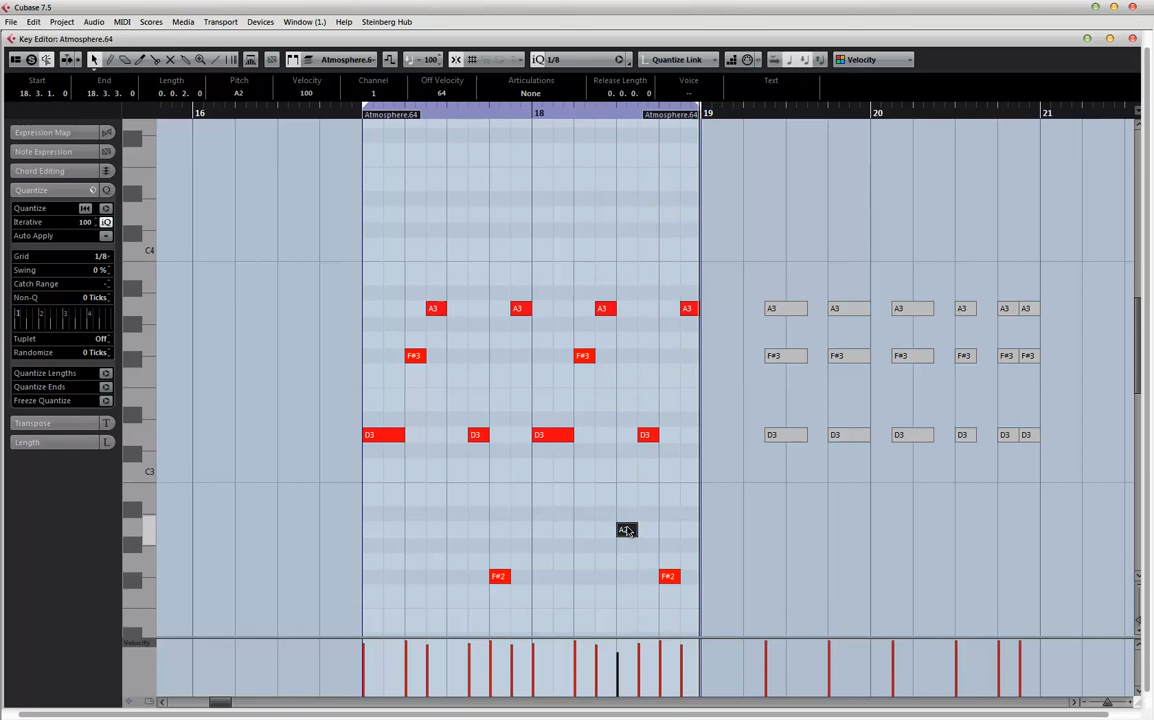 Cubase 7.5
File Edit Project Audio MIDI Scores Media Transport Devices Window (1.) Help Steinberg Hub
Key Editor: Atmosphere.64
Atmosphere.6 100 iQ 1/8 Quantize Link Velocity
Start End Length Pitch Velocity Channel Off Velocity Articulations Release Length Voice Text
18. 3. 1. 0 18. 3. 3. 0 0. 0. 2. 0 A2 100 1 64 None 0. 0. 0. 0 --
16 18 19 20 21
Atmosphere.64 Atmosphere.64
Expression Map
Note Expression
Chord Editing
Quantize Q
Quantize
Iterative 100 iQ
Auto Apply
C4
Grid 1/8
Swing 0 %
Catch Range
Non-Q 0 Ticks
A3 A3 A3 A3 A3 A3 A3 A3 A3 A3
1 2 3 4
Tuplet Off
Randomize 0 Ticks
F#3 F#3 F#3 F#3 F#3 F#3 F#3 F#3
Quantize Lengths
Quantize Ends
Freeze Quantize
Transpose T
D3 D3 D3 D3 D3 D3 D3 D3 D3 D3
Length L
C3
F#2 F#2
Velocity